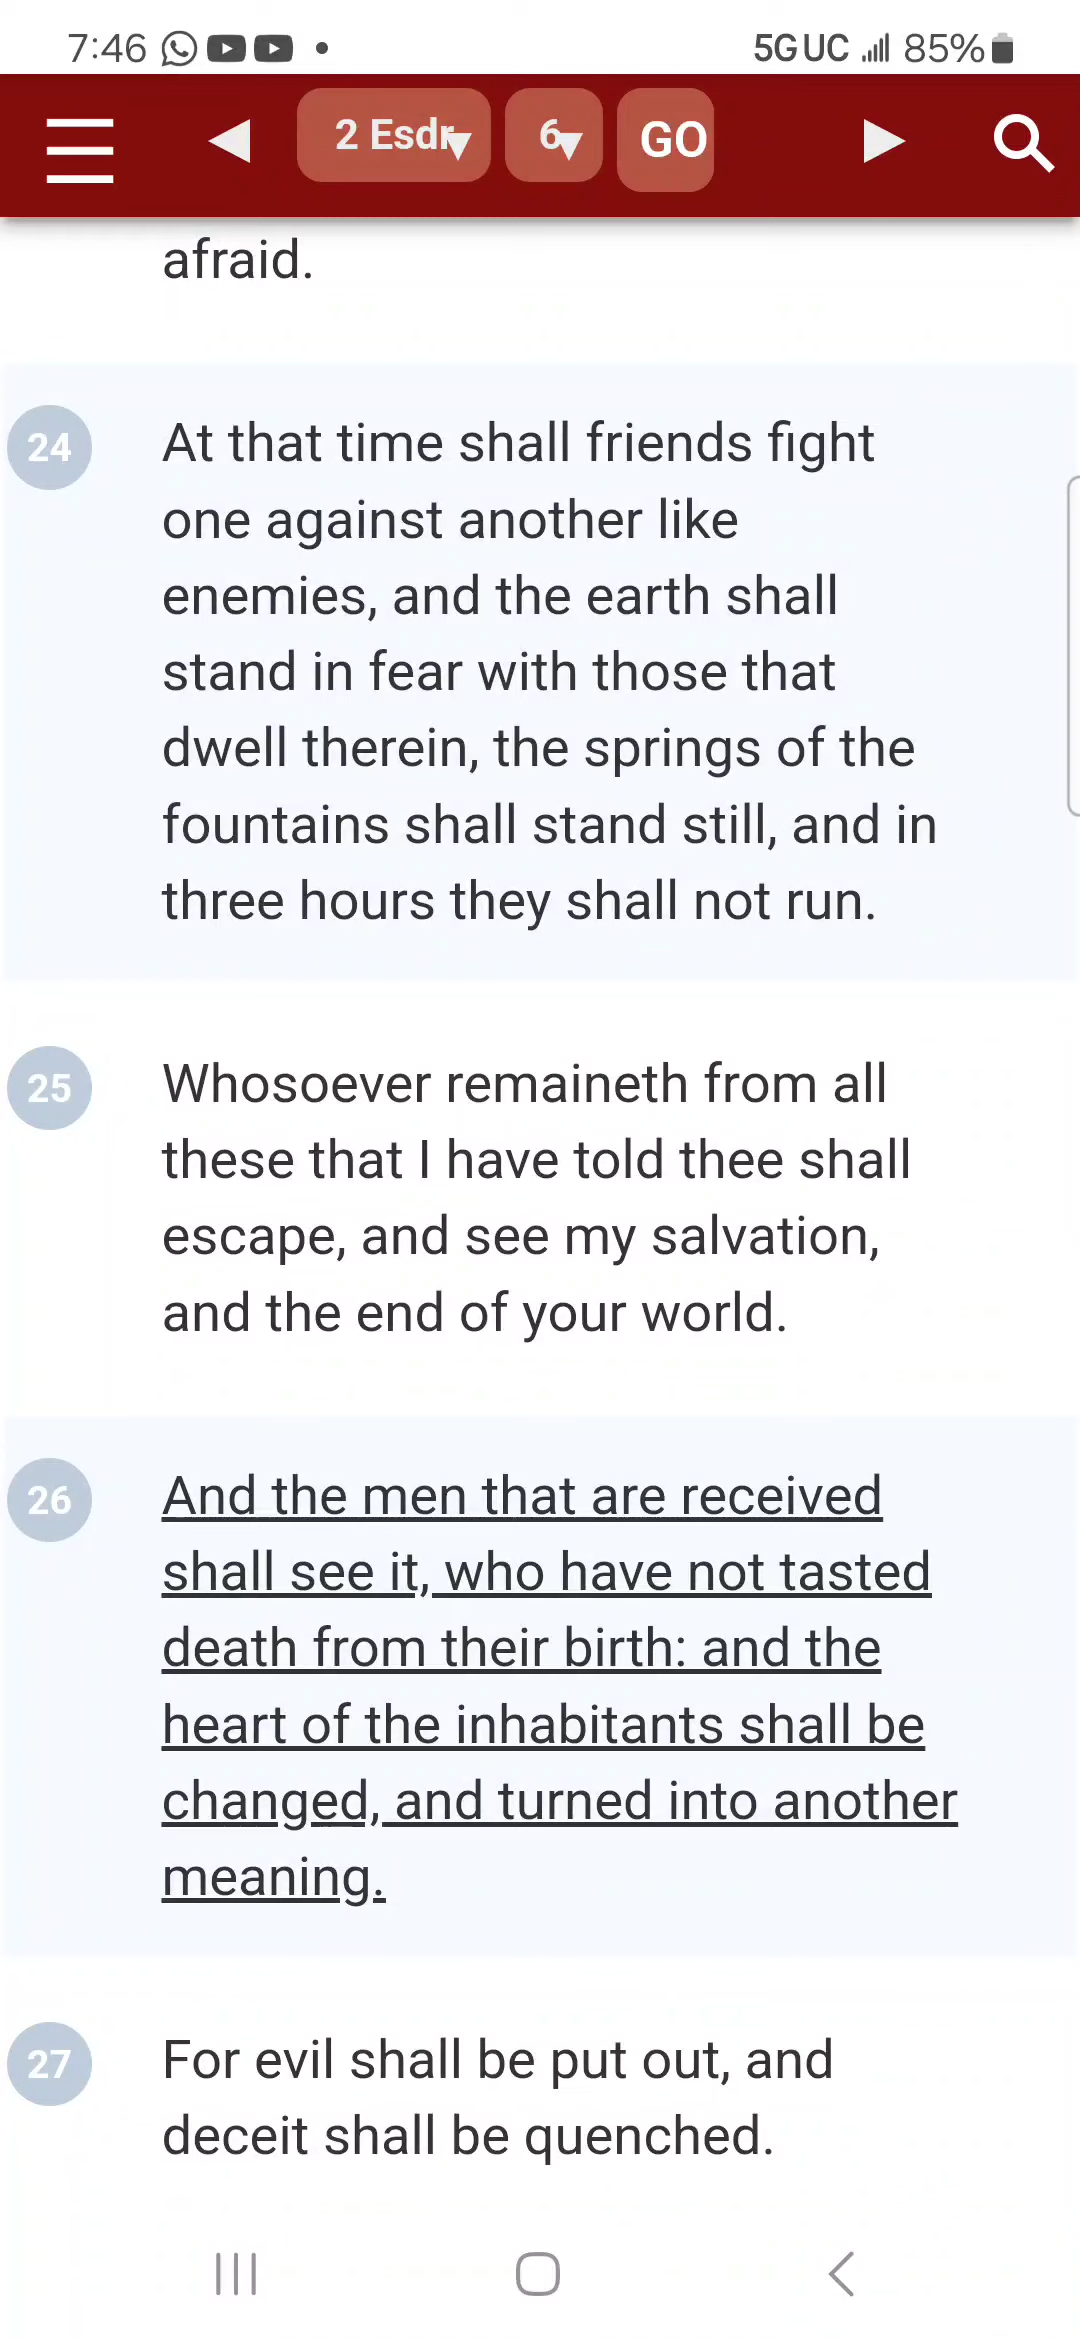 7:46
5G UC 85%
2 Esdr 6 GO
afraid.
24 At that time shall friends fight
one against another like
enemies, and the earth shall
stand in fear with those that
dwell therein, the springs of the
fountains shall stand still, and in
three hours they shall not run.
25 Whosoever remaineth from all
these that I have told thee shall
escape, and see my salvation,
and the end of your world.
26 And the men that are received
shall see it, who have not tasted
death from their birth: and the
heart of the inhabitants shall be
changed, and turned into another
meaning.
27 For evil shall be put out, and
deceit shall be quenched.